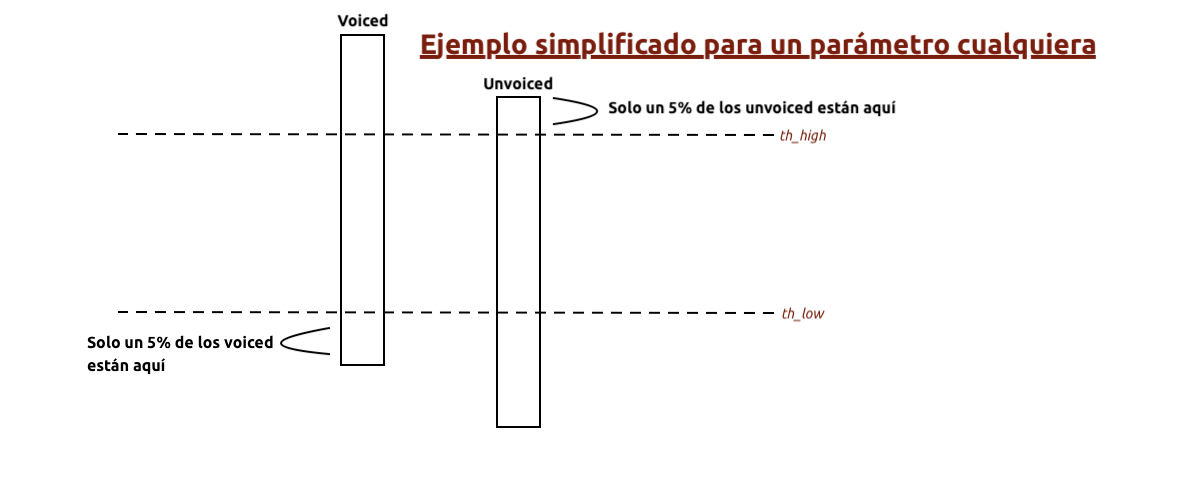 Voiced
Ejemplo simplificado para un parámetro cualquiera
Unvoiced
Solo un 5% de los unvoiced están aquí
th_high
th_low
Solo un 5% de los voiced
están aquí